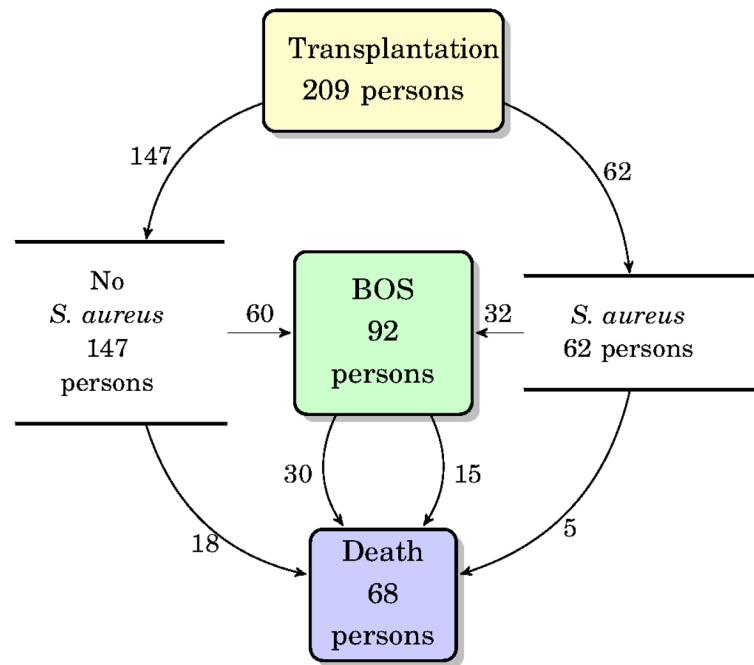 Transplantation
209 persons
147
62
No
S. aureus
147
persons
60
BOS
92
persons
32
S. aureus
62 persons
30
15
18
5
Death
68
persons